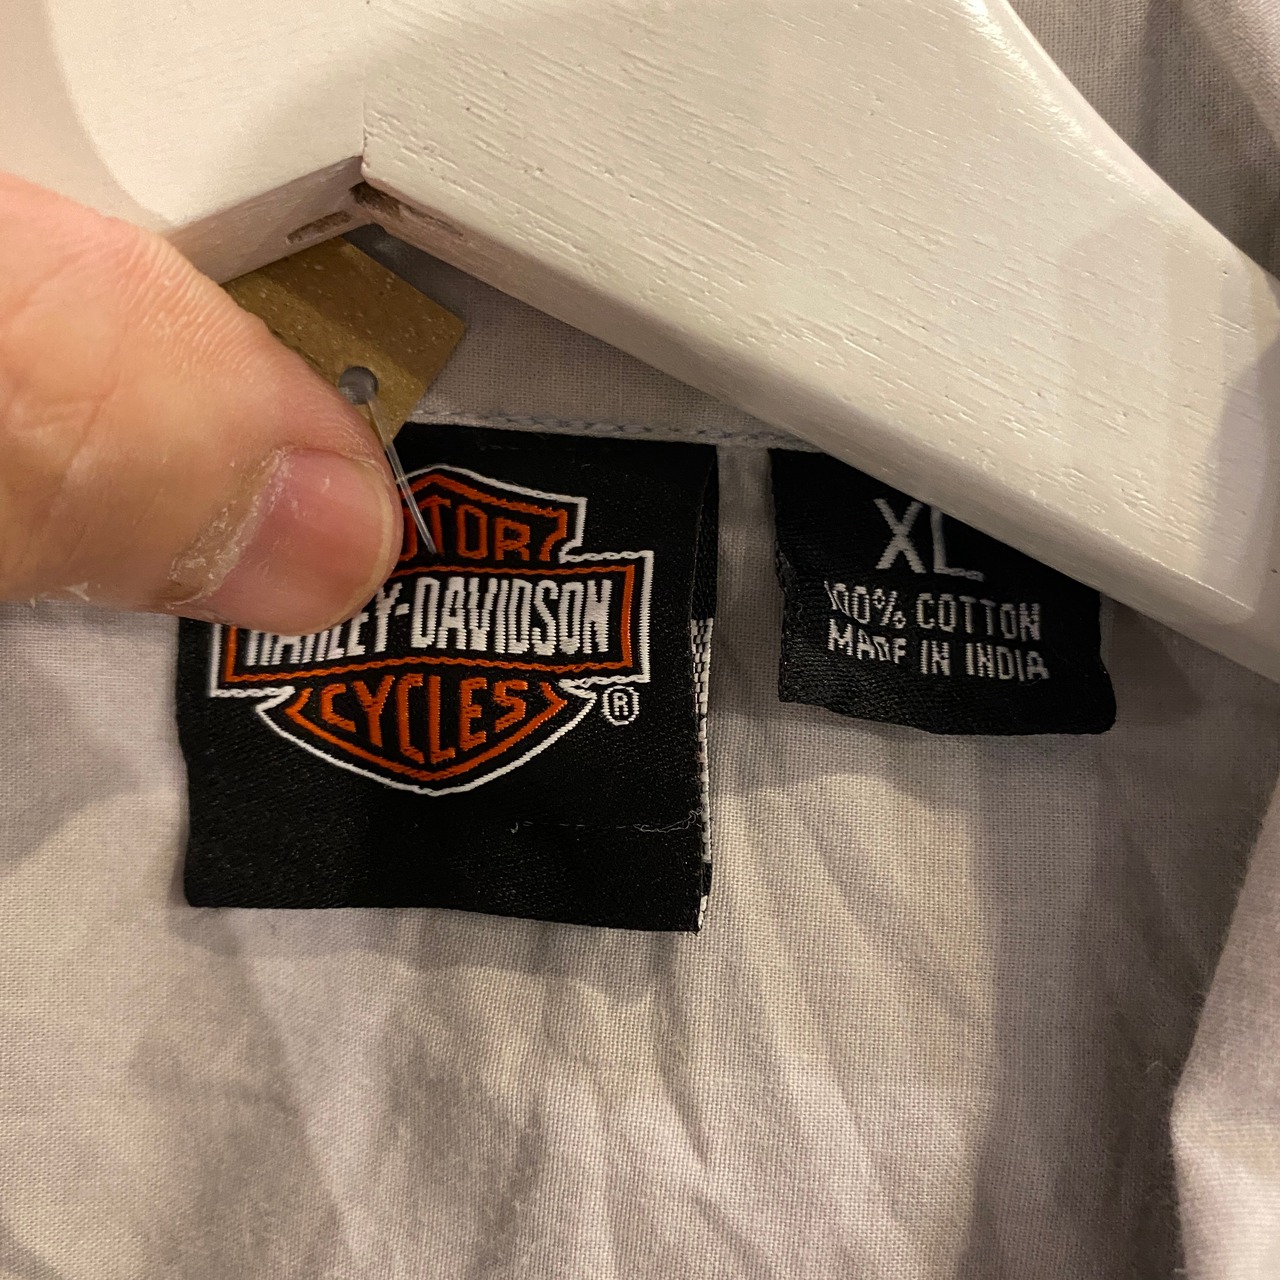 MOTOR
HARLEY-DAVIDSON
CYCLES
®
XL
100% COTTON
MADE IN INDIA